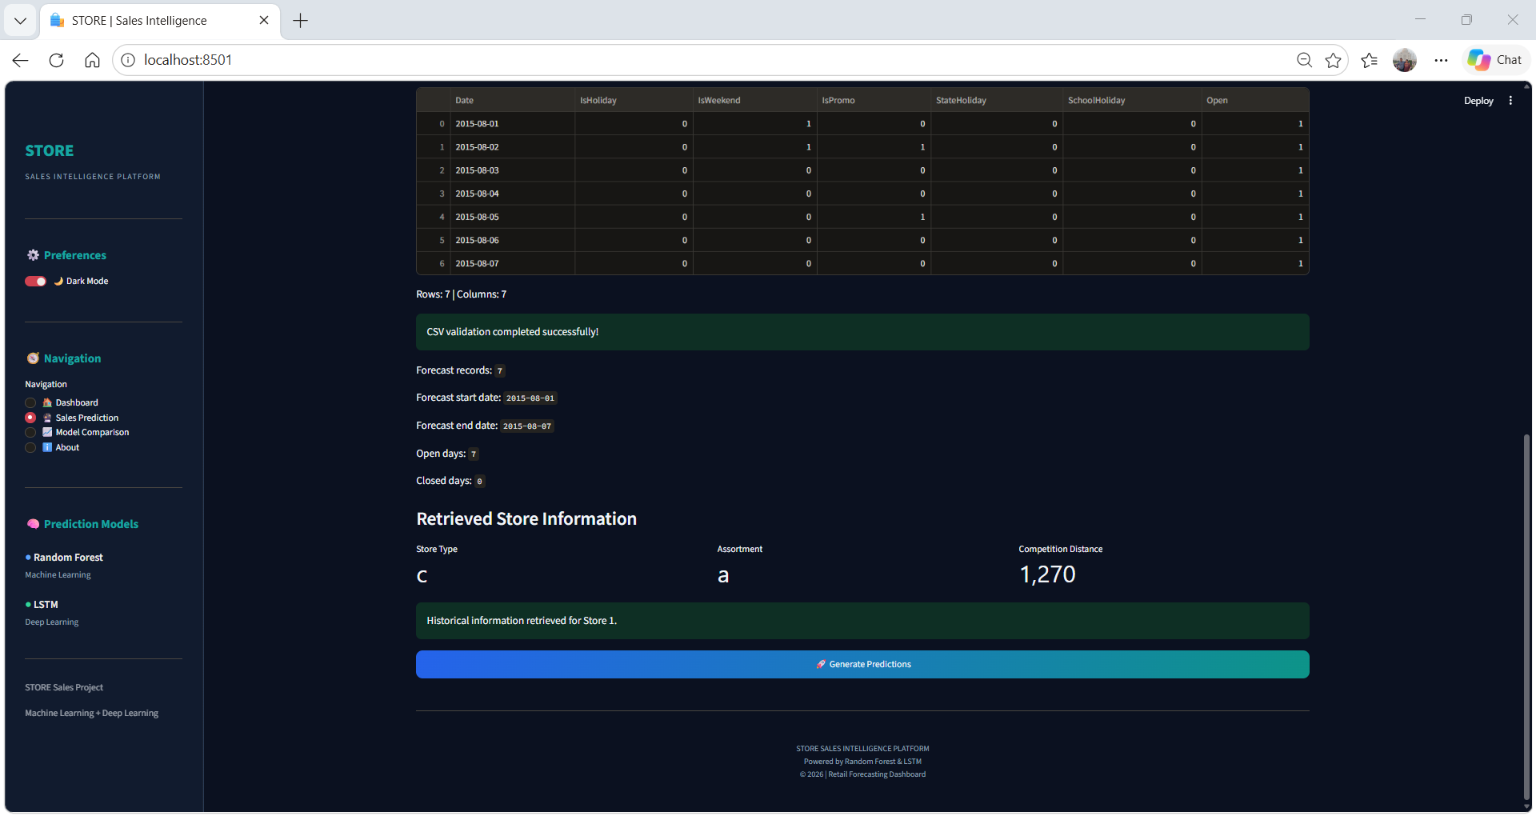 STORE | Sales Intelligence
localhost:8501
Chat
Deploy
STORE
SALES INTELLIGENCE PLATFORM
Preferences
Dark Mode
Navigation
Navigation
Dashboard
Sales Prediction
Model Comparison
About
Prediction Models
Random Forest
Machine Learning
LSTM
Deep Learning
STORE Sales Project
Machine Learning + Deep Learning
Date IsHoliday IsWeekend IsPromo StateHoliday SchoolHoliday Open
0 2015-08-01 0 1 0 0 0 1
1 2015-08-02 0 1 1 0 0 1
2 2015-08-03 0 0 0 0 0 1
3 2015-08-04 0 0 0 0 0 1
4 2015-08-05 0 0 1 0 0 1
5 2015-08-06 0 0 0 0 0 1
6 2015-08-07 0 0 0 0 0 1
Rows: 7 | Columns: 7
CSV validation completed successfully!
Forecast records: 7
Forecast start date: 2015-08-01
Forecast end date: 2015-08-07
Open days: 7
Closed days: 0
Retrieved Store Information
Store Type Assortment Competition Distance
c a 1,270
Historical information retrieved for Store 1.
Generate Predictions
STORE SALES INTELLIGENCE PLATFORM
Powered by Random Forest & LSTM
© 2026 | Retail Forecasting Dashboard